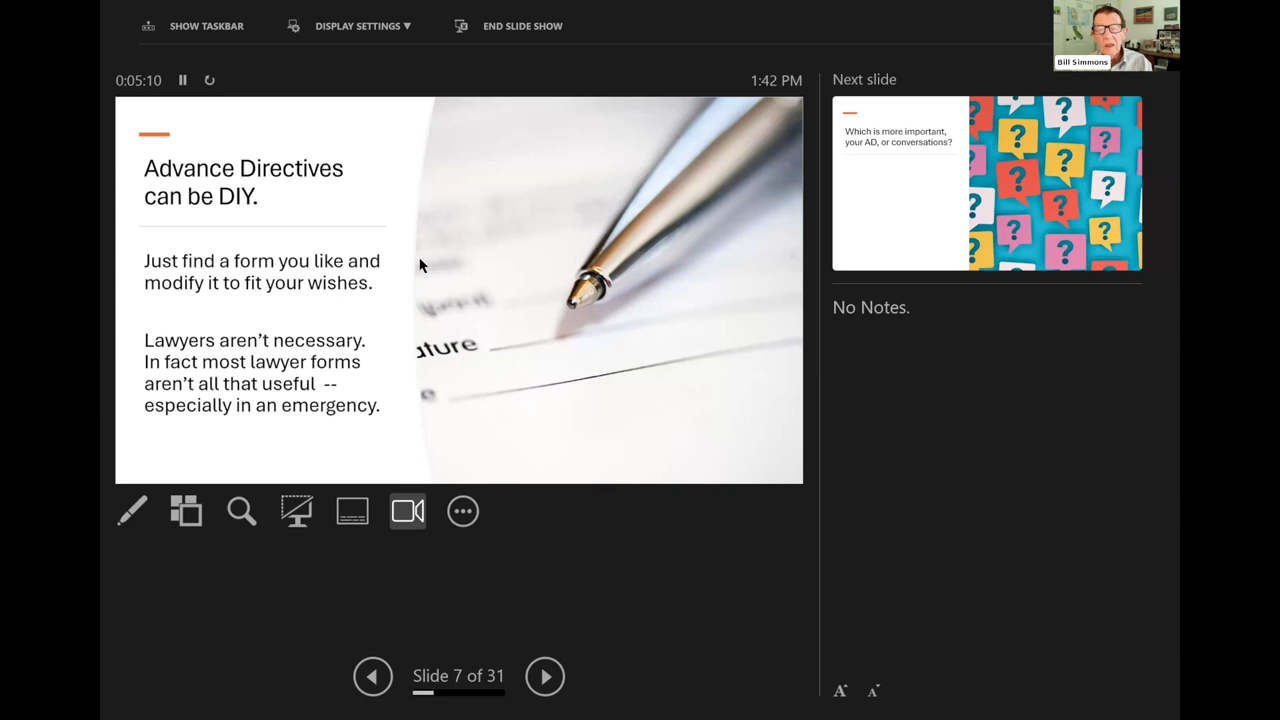 SHOW TASKBAR
DISPLAY SETTINGS ▼
END SLIDE SHOW
Bill Simmons
0:05:10
1:42 PM
Advance Directives
can be DIY.
Just find a form you like and
modify it to fit your wishes.
Lawyers aren’t necessary.
In fact most lawyer forms
aren’t all that useful --
especially in an emergency.
Next slide
Which is more important,
your AD, or conversations?
No Notes.
Slide 7 of 31